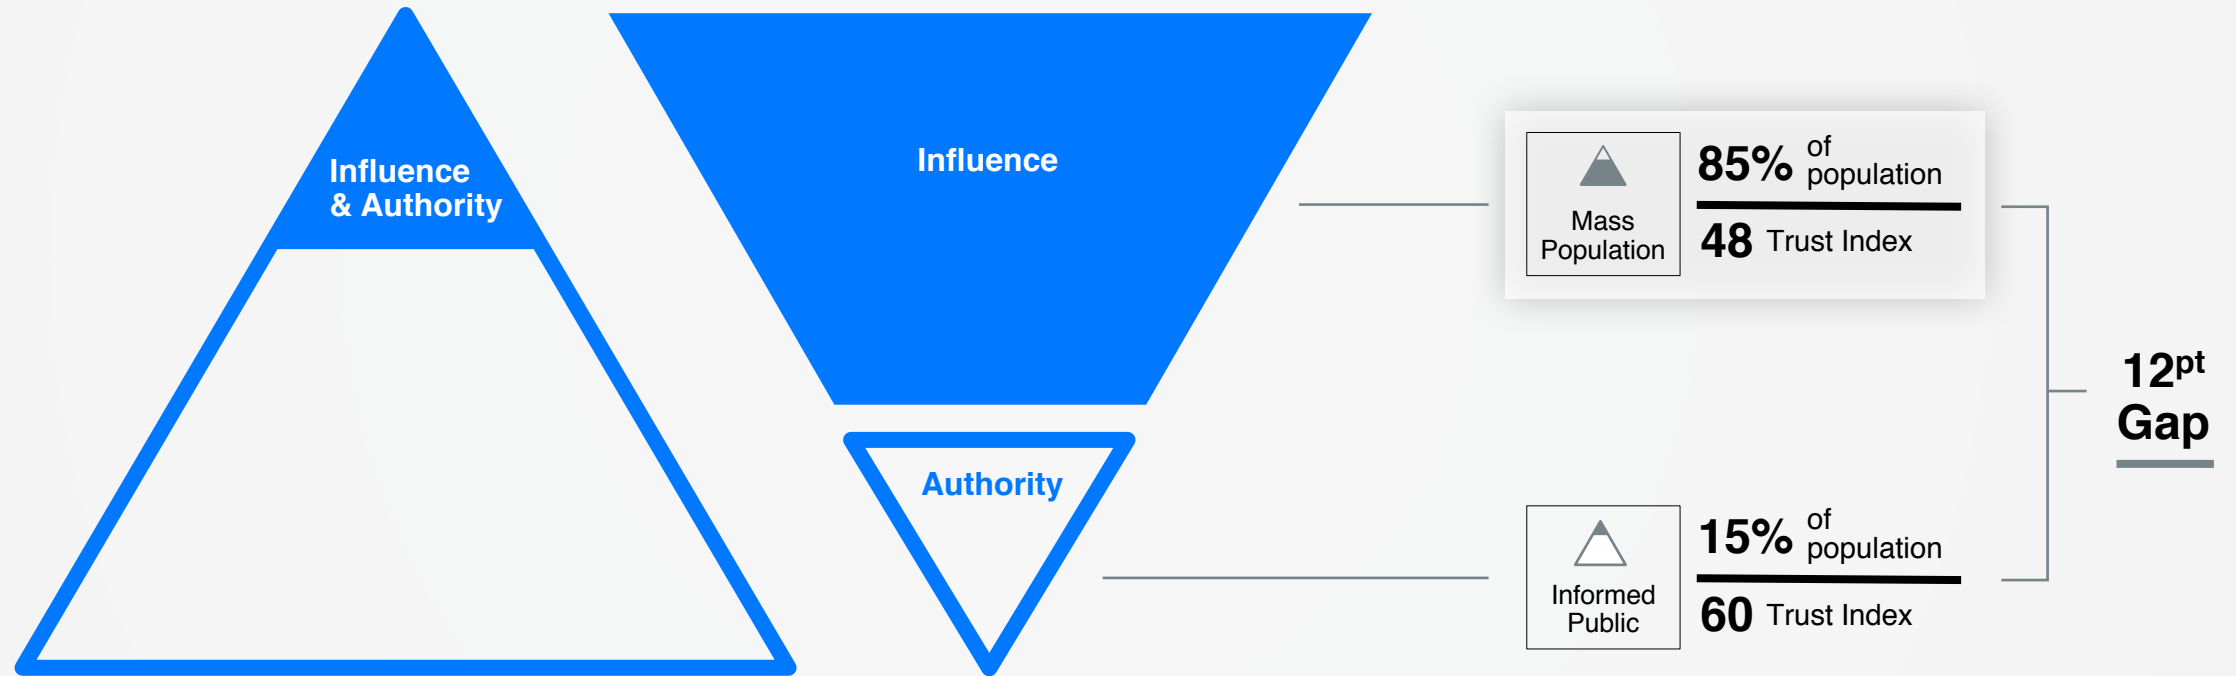 Influence
& Authority
Influence
Authority
Mass
Population
85% of
population
48 Trust Index
Informed
Public
15% of
population
60 Trust Index
12pt
Gap